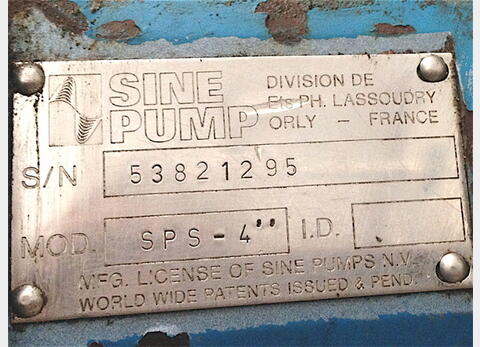 SINE PUMP
DIVISION DE
Ets PH. LASSOUDRY
ORLY – FRANCE
S/N 53821295
MOD. SPS-4" I.D.
MFG. LICENSE OF SINE PUMPS N.V.
WORLD WIDE PATENTS ISSUED & PEND.